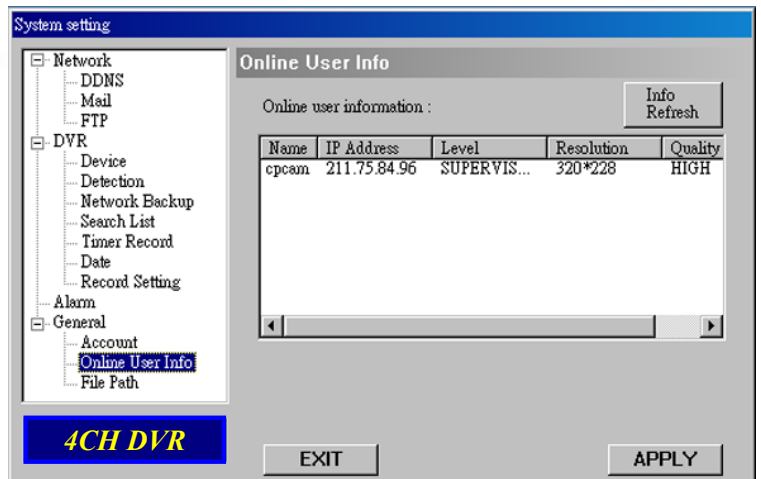 System setting
Network
DDNS
Mail
FTP
DVR
Device
Detection
Network Backup
Search List
Timer Record
Date
Record Setting
Alarm
General
Account
Online User Info
File Path
4CH DVR
Online User Info
Online user information :
Info
Refresh
Name IP Address Level Resolution Quality
cpcam 211.75.84.96 SUPERVIS... 320*228 HIGH
EXIT APPLY